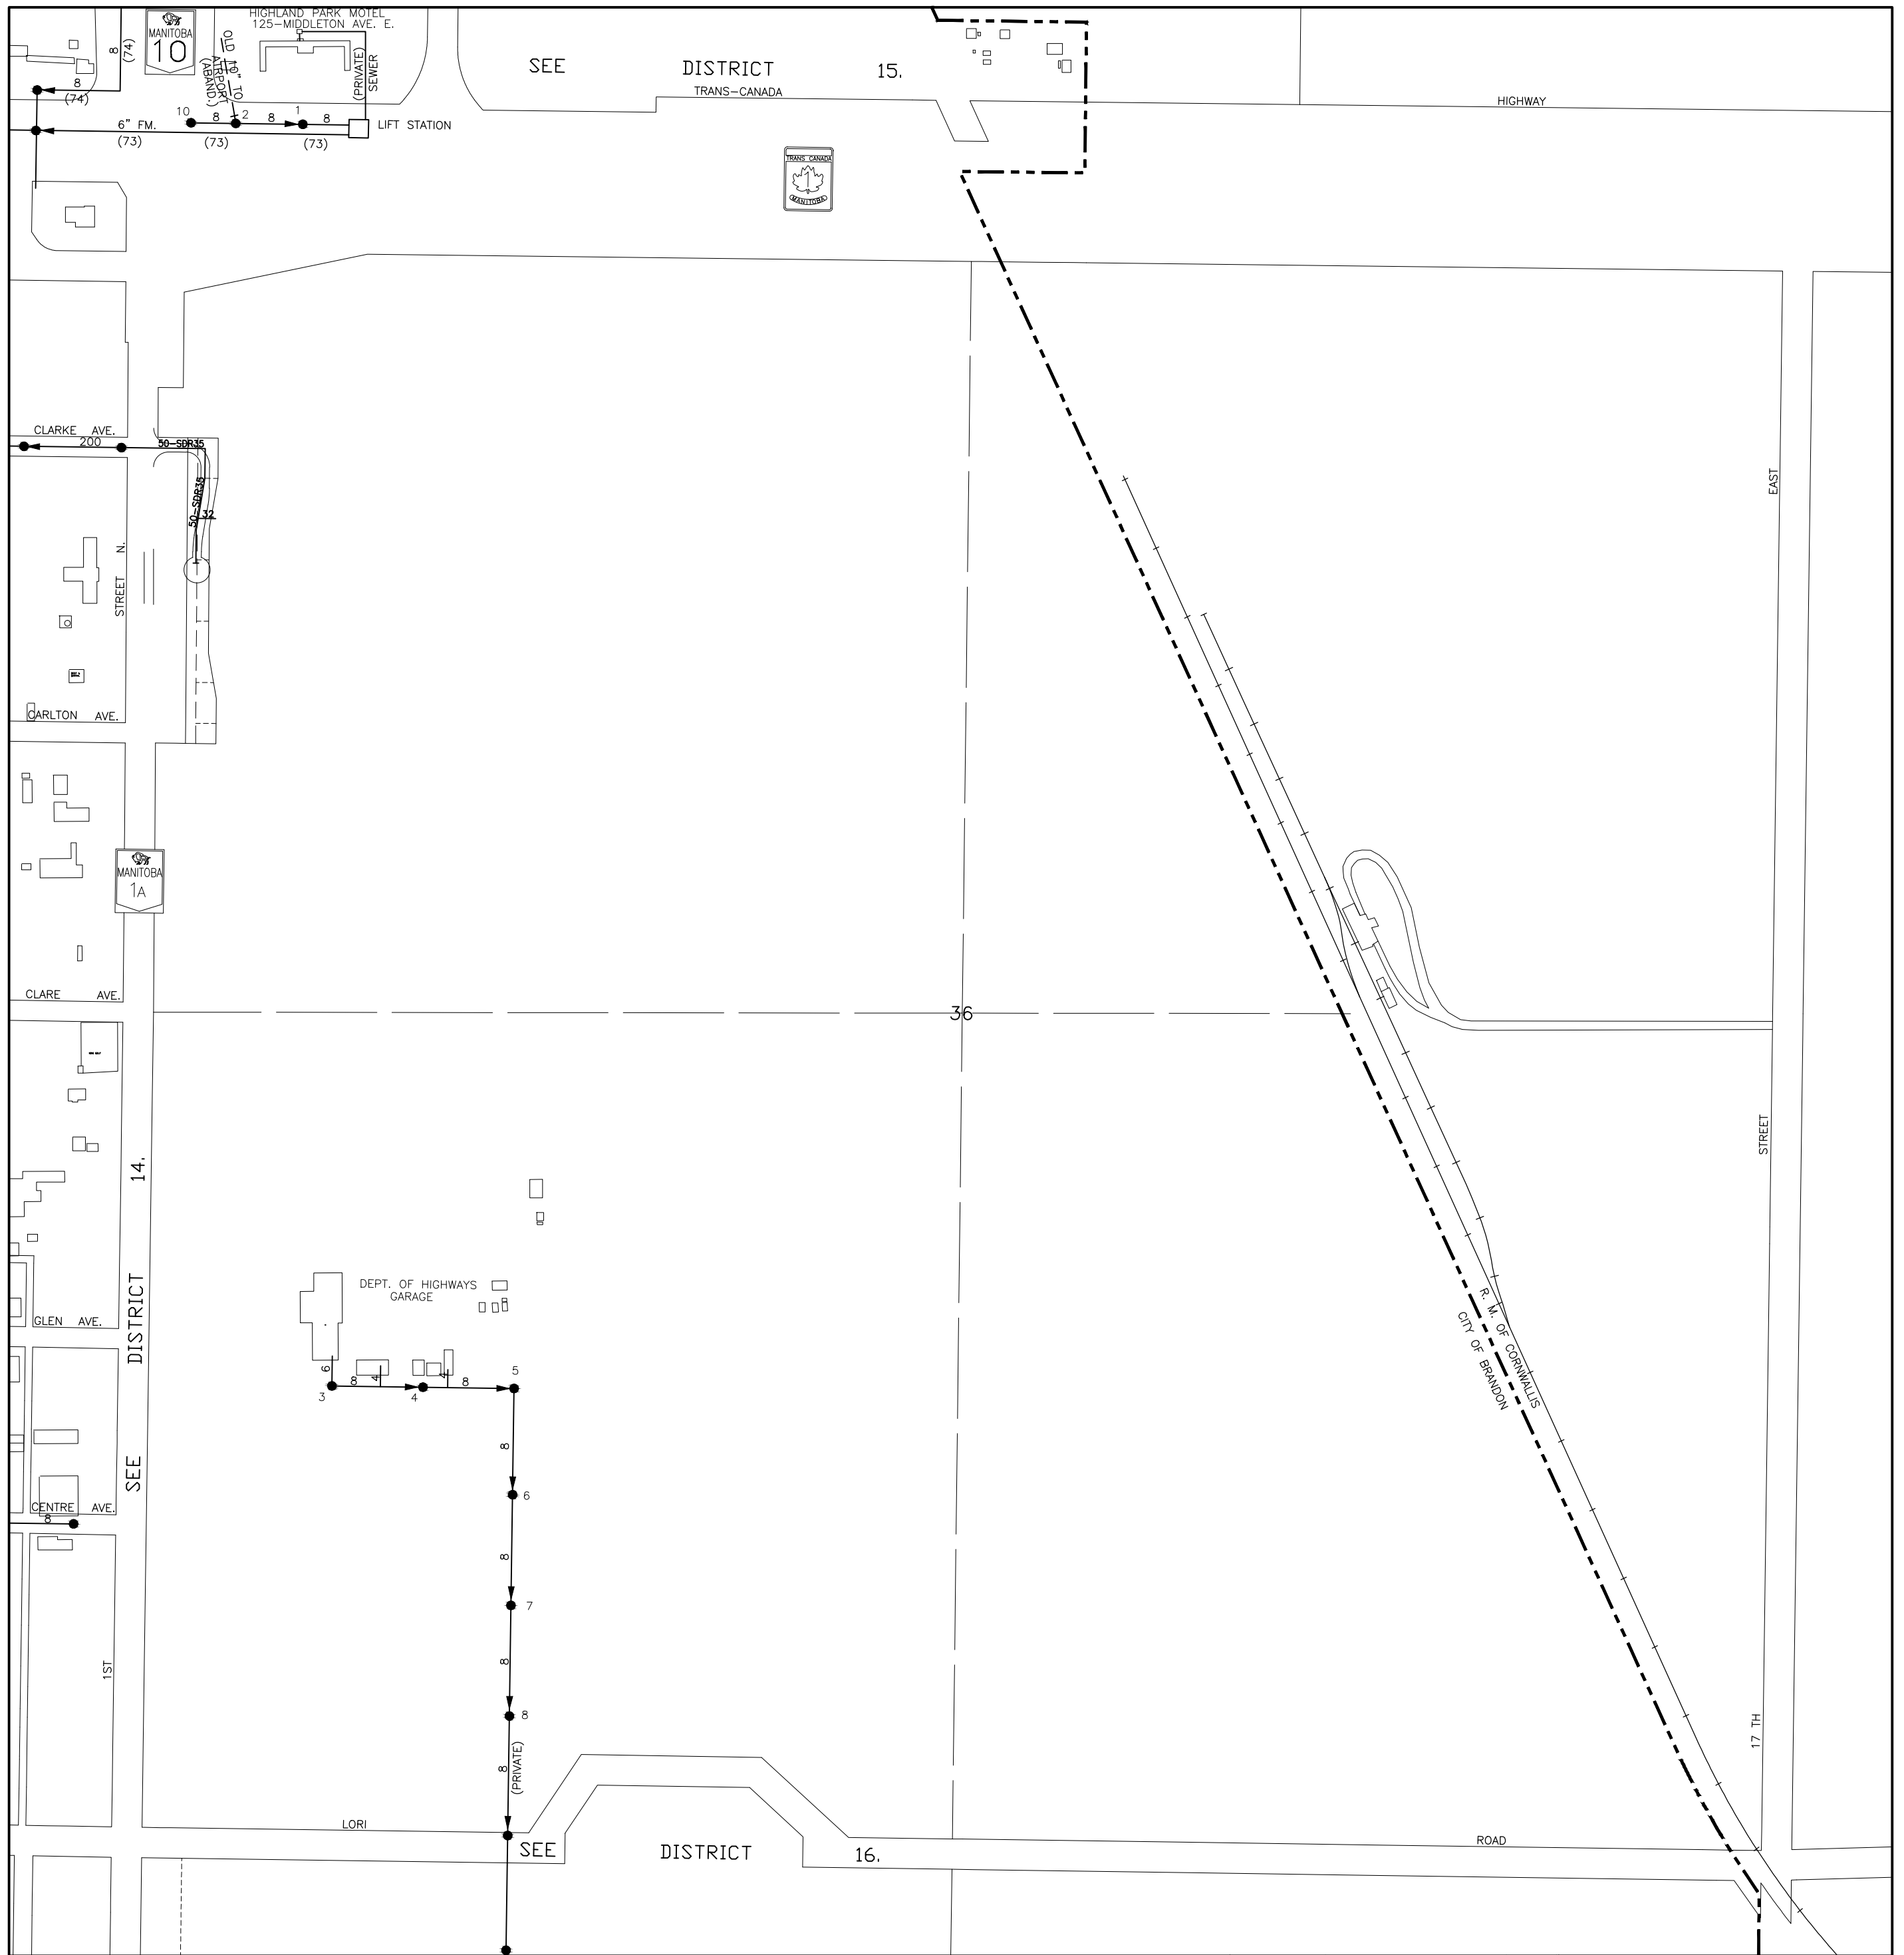 HIGHLAND PARK MOTEL
125-MIDDLETON AVE. E.
MANITOBA
10
8
(74)
8
(74)
OLD 10" TO
AIRPORT
(ABAND.)
(PRIVATE)
SEWER
SEE DISTRICT 15.
TRANS-CANADA HIGHWAY
10
8
2
8
1
8
LIFT STATION
6" FM.
(73)
(73)
(73)
TRANS CANADA
1
MANITOBA
CLARKE AVE.
200
50-SDR35
50-SDR35
32
STREET N.
EAST
CARLTON AVE.
MANITOBA
1A
CLARE AVE.
36
STREET
SEE DISTRICT 14.
DEPT. OF HIGHWAYS
GARAGE
GLEN AVE.
R. M. OF CORNWALLIS
CITY OF BRANDON
6
3
8
4
4
4
8
5
8
6
CENTRE AVE.
8
8
7
8
1ST
8
8
(PRIVATE)
17 TH
LORI ROAD
SEE DISTRICT 16.